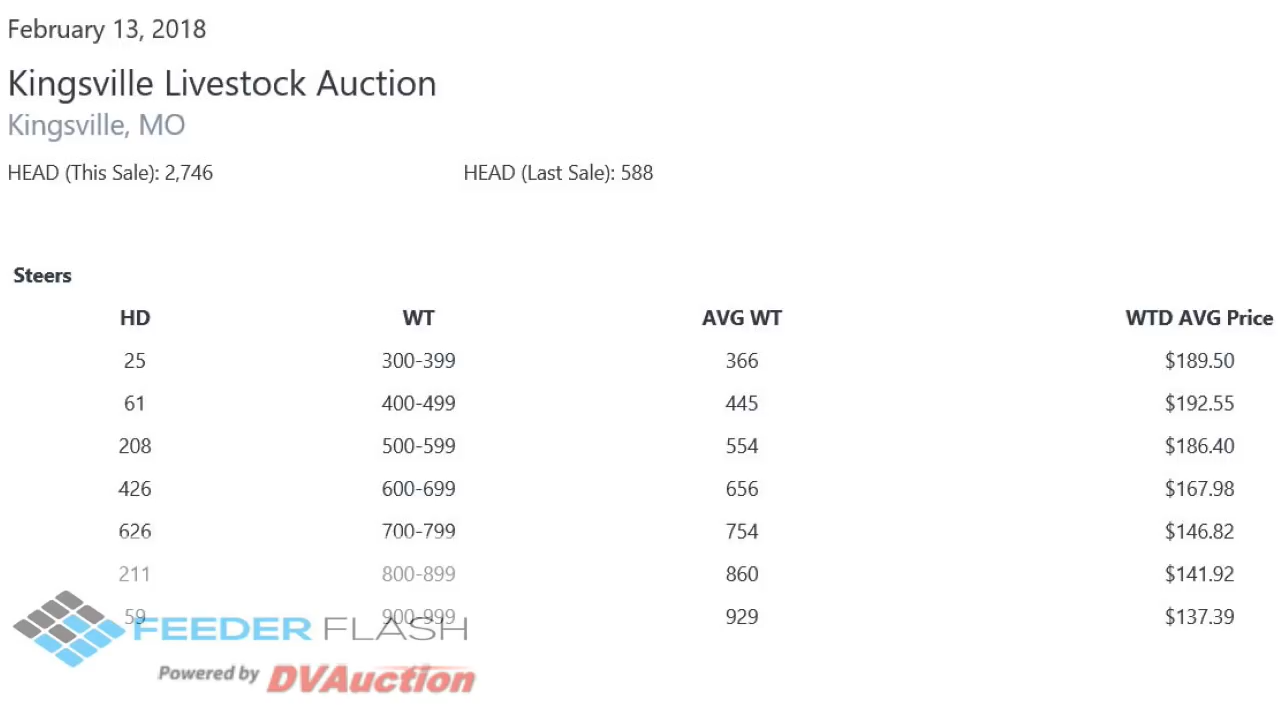 February 13, 2018
Kingsville Livestock Auction
Kingsville, MO
HEAD (This Sale): 2,746 HEAD (Last Sale): 588
Steers
HD WT AVG WT WTD AVG Price
25 300-399 366 $189.50
61 400-499 445 $192.55
208 500-599 554 $186.40
426 600-699 656 $167.98
626 700-799 754 $146.82
211 800-899 860 $141.92
59 900-999 929 $137.39
FEEDER FLASH
Powered by DVAuction